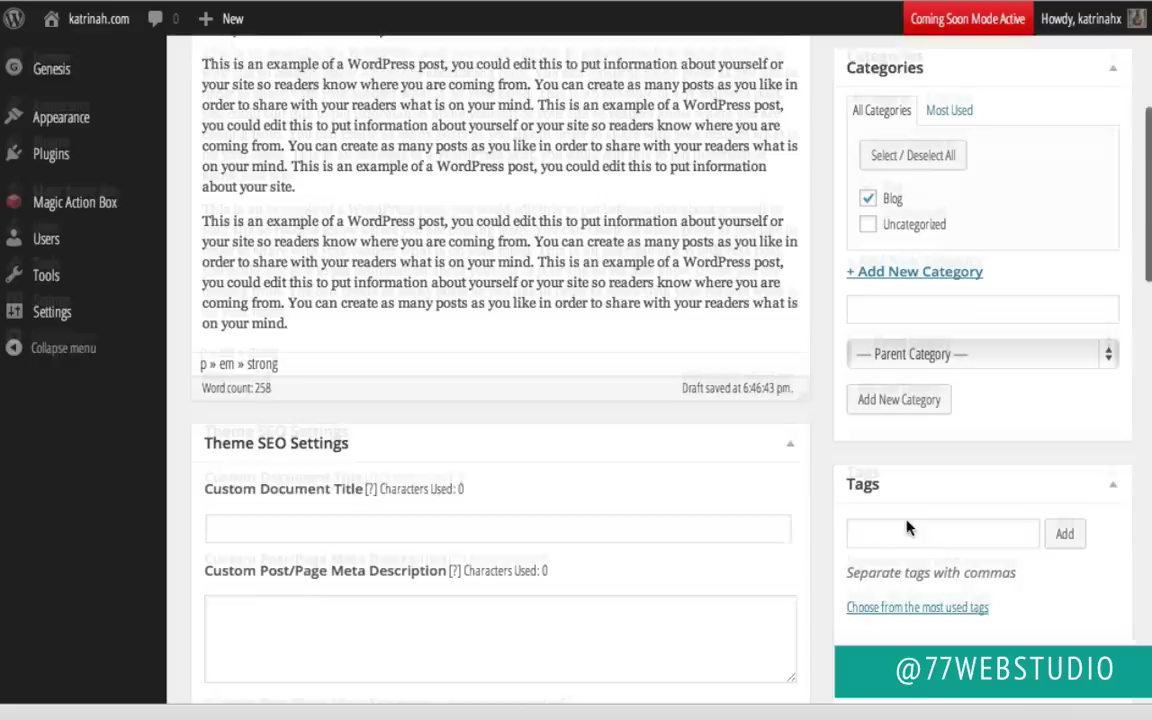 katrinah.com 0 New Coming Soon Mode Active Howdy, katrinahx
Genesis
Appearance
Plugins
Magic Action Box
Users
Tools
Settings
Collapse menu
This is an example of a WordPress post, you could edit this to put information about yourself or
your site so readers know where you are coming from. You can create as many posts as you like in
order to share with your readers what is on your mind. This is an example of a WordPress post,
you could edit this to put information about yourself or your site so readers know where you are
coming from. You can create as many posts as you like in order to share with your readers what is
on your mind. This is an example of a WordPress post, you could edit this to put information
about your site.
This is an example of a WordPress post, you could edit this to put information about yourself or
your site so readers know where you are coming from. You can create as many posts as you like in
order to share with your readers what is on your mind. This is an example of a WordPress post,
you could edit this to put information about yourself or your site so readers know where you are
coming from. You can create as many posts as you like in order to share with your readers what is
on your mind.
p » em » strong
Word count: 258 Draft saved at 6:46:43 pm.
Theme SEO Settings
Custom Document Title [?] Characters Used: 0
Custom Post/Page Meta Description [?] Characters Used: 0
Categories
All Categories Most Used
Select / Deselect All
Blog
Uncategorized
+ Add New Category
— Parent Category —
Add New Category
Tags
Add
Separate tags with commas
Choose from the most used tags
@77WEBSTUDIO